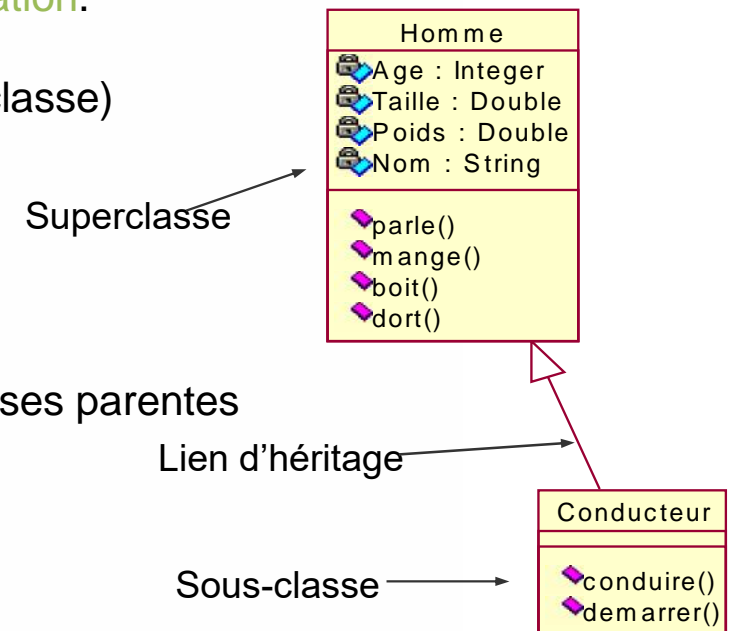 ation.
Homme
Age : Integer
classe)
Taille : Double
Poids : Double
Nom : String
Superclasse
parle()
mange()
boit()
dort()
ses parentes
Lien d’héritage
Conducteur
Sous-classe
conduire()
demarrer()